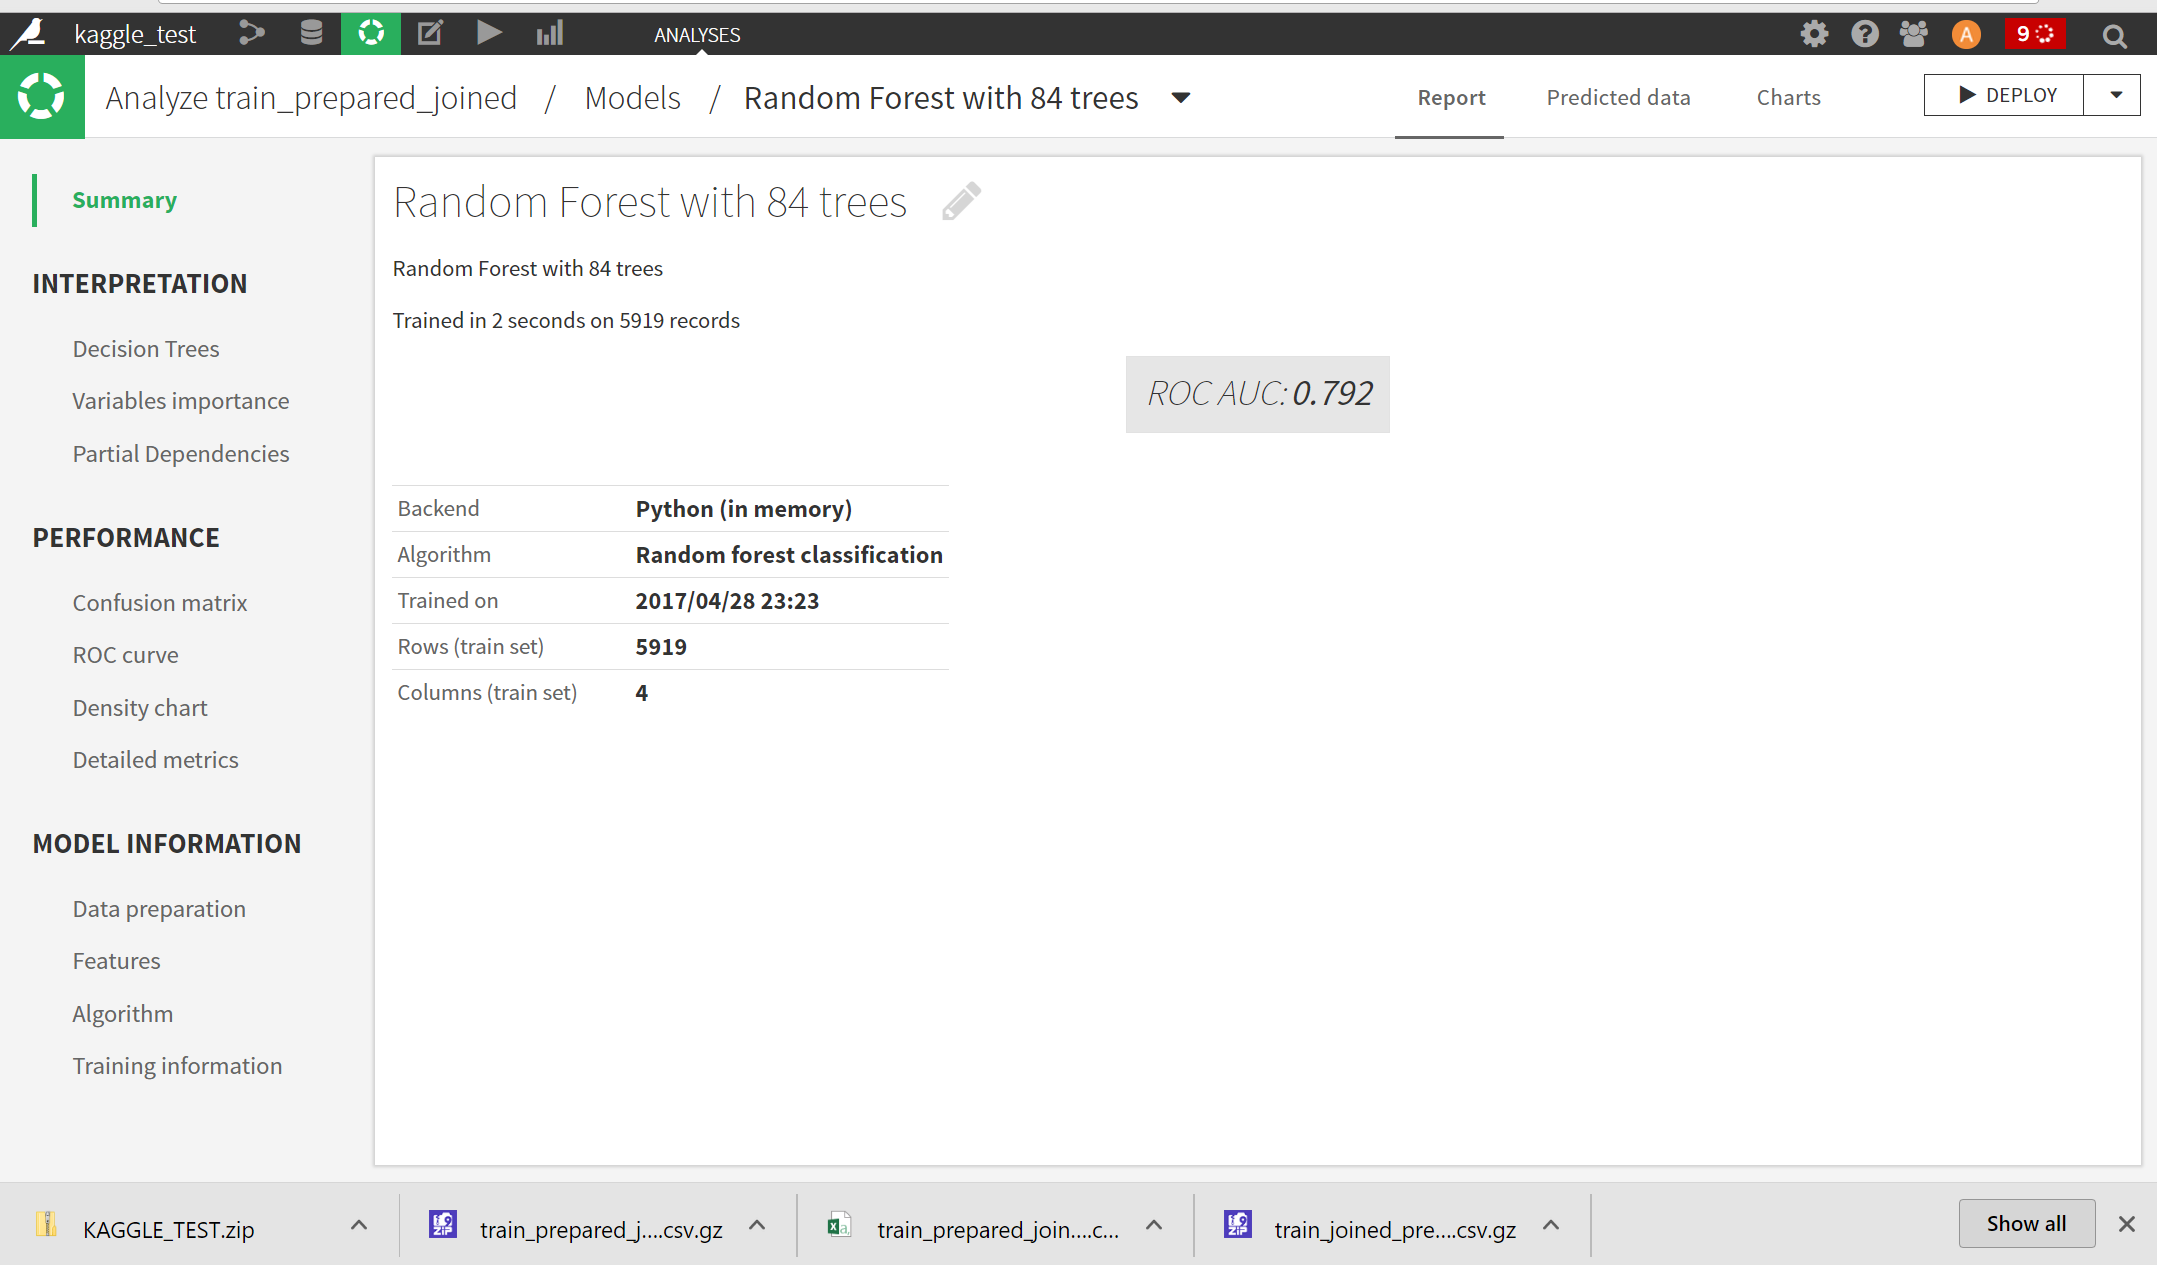 kaggle_test
ANALYSES
A
9
Analyze train_prepared_joined / Models / Random Forest with 84 trees
Report
Predicted data
Charts
DEPLOY
Summary
INTERPRETATION
Decision Trees
Variables importance
Partial Dependencies
PERFORMANCE
Confusion matrix
ROC curve
Density chart
Detailed metrics
MODEL INFORMATION
Data preparation
Features
Algorithm
Training information
Random Forest with 84 trees
Random Forest with 84 trees
Trained in 2 seconds on 5919 records
ROC AUC: 0.792
Backend Python (in memory)
Algorithm Random forest classification
Trained on 2017/04/28 23:23
Rows (train set) 5919
Columns (train set) 4
KAGGLE_TEST.zip
train_prepared_j....csv.gz
train_prepared_join....c...
train_joined_pre....csv.gz
Show all